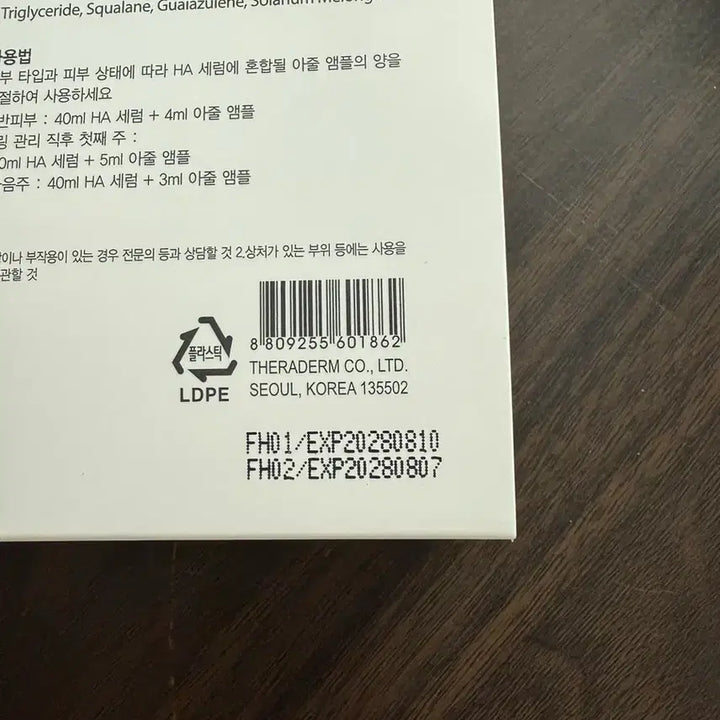 Triglyceride, Squalane, Guaiazulene, Solanum
사용법
부 타입과 피부 상태에 따라 HA 세럼에 혼합될 아줄 앰플의 양을
절하여 사용하세요
반피부 : 40ml HA 세럼 + 4ml 아줄 앰플
링 관리 직후 첫째 주 :
0ml HA 세럼 + 5ml 아줄 앰플
음주 : 40ml HA 세럼 + 3ml 아줄 앰플
이나 부작용이 있는 경우 전문의 등과 상담할 것 2.상처가 있는 부위 등에는 사용을
관할 것
8 809255 601862
플라스틱
LDPE
THERADERM CO., LTD.
SEOUL, KOREA 135502
FH01/EXP20280810
FH02/EXP20280807